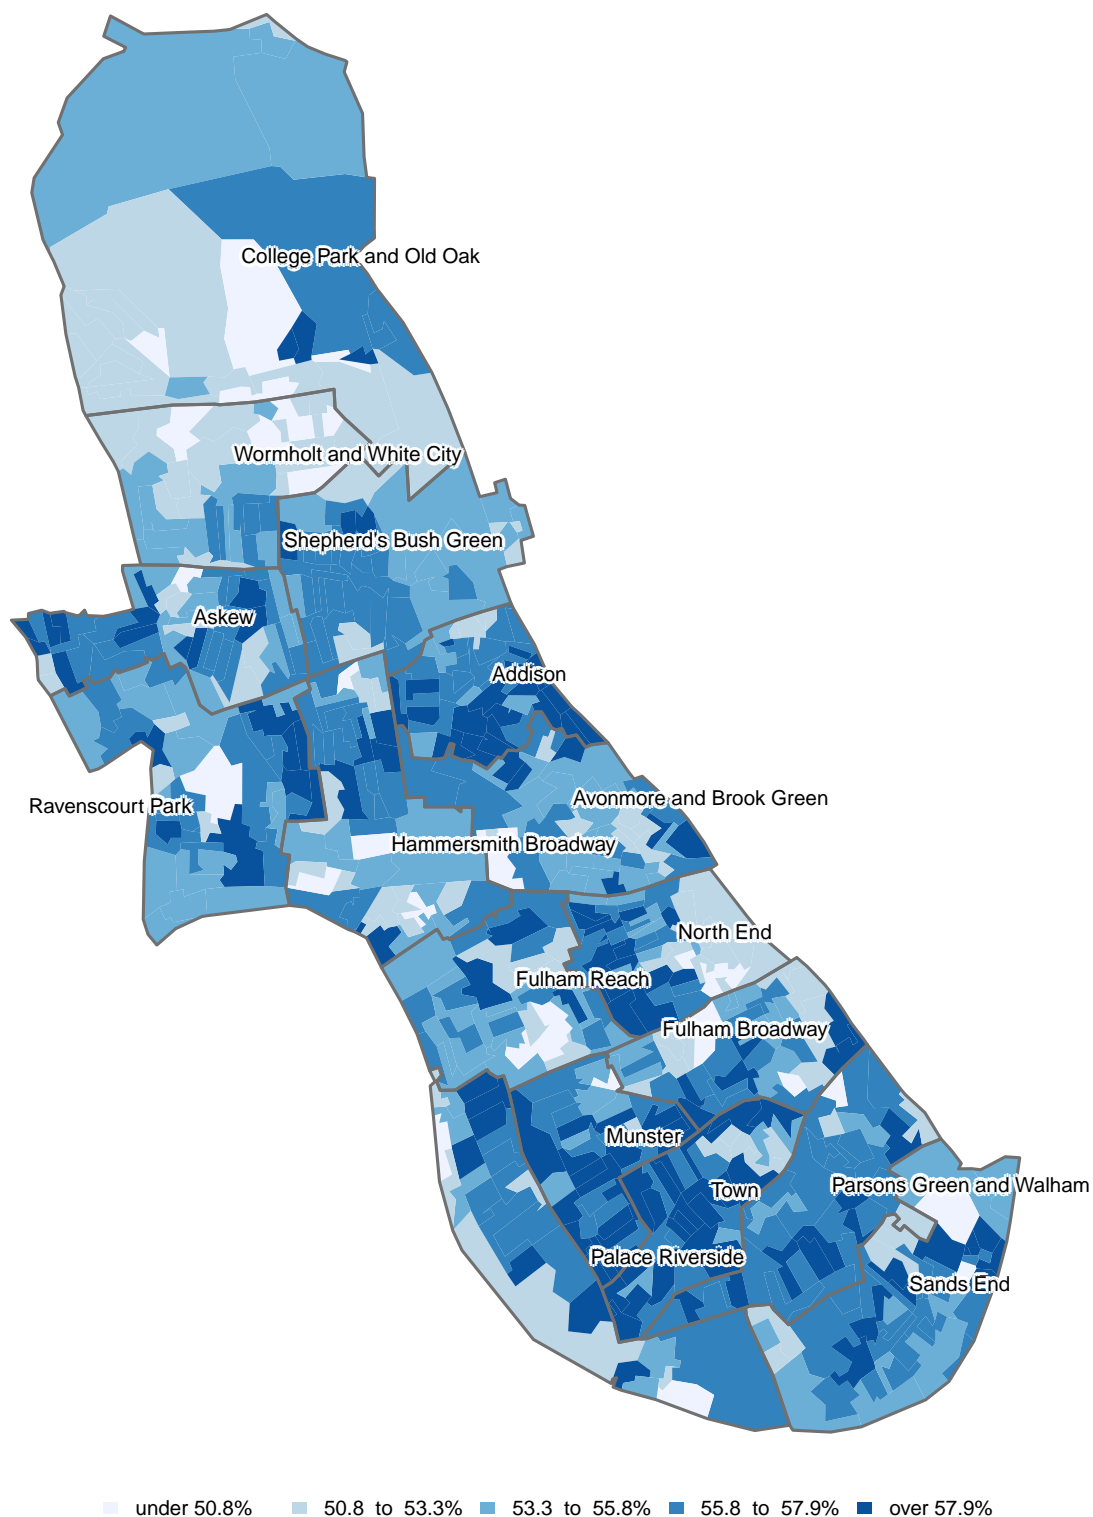 College Park and Old Oak
Wormholt and White City
Shepherd's Bush Green
Askew
Addison
Avonmore and Brook Green
Ravenscourt Park
Hammersmith Broadway
North End
Fulham Reach
Fulham Broadway
Munster
Parsons Green and Walham
Town
Palace Riverside
Sands End
under 50.8% 50.8 to 53.3% 53.3 to 55.8% 55.8 to 57.9% over 57.9%